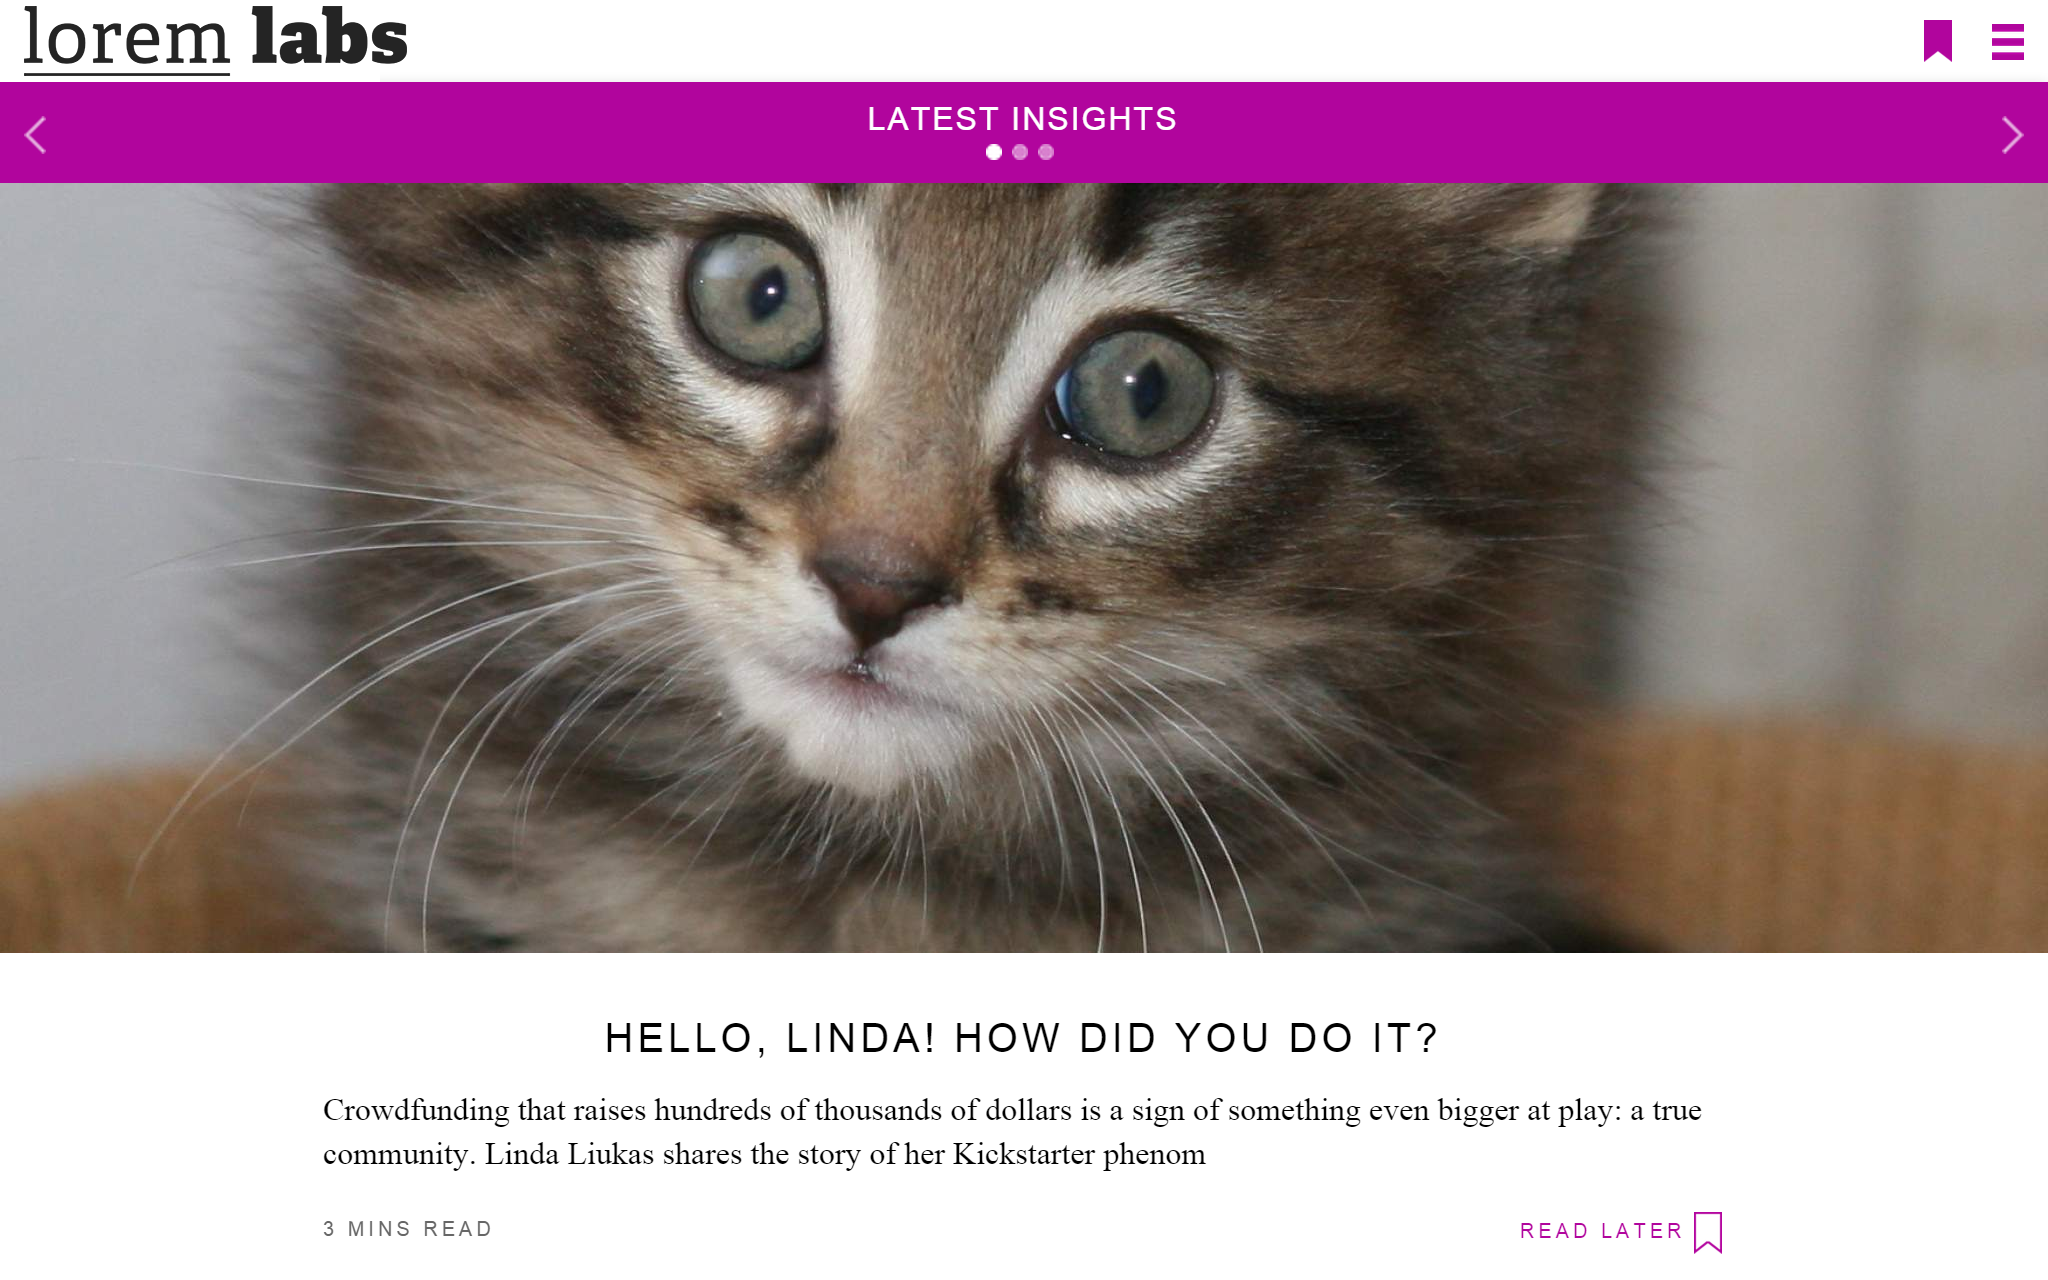 lorem labs
LATEST INSIGHTS
HELLO, LINDA! HOW DID YOU DO IT?
Crowdfunding that raises hundreds of thousands of dollars is a sign of something even bigger at play: a true
community. Linda Liukas shares the story of her Kickstarter phenom
3 MINS READ
READ LATER